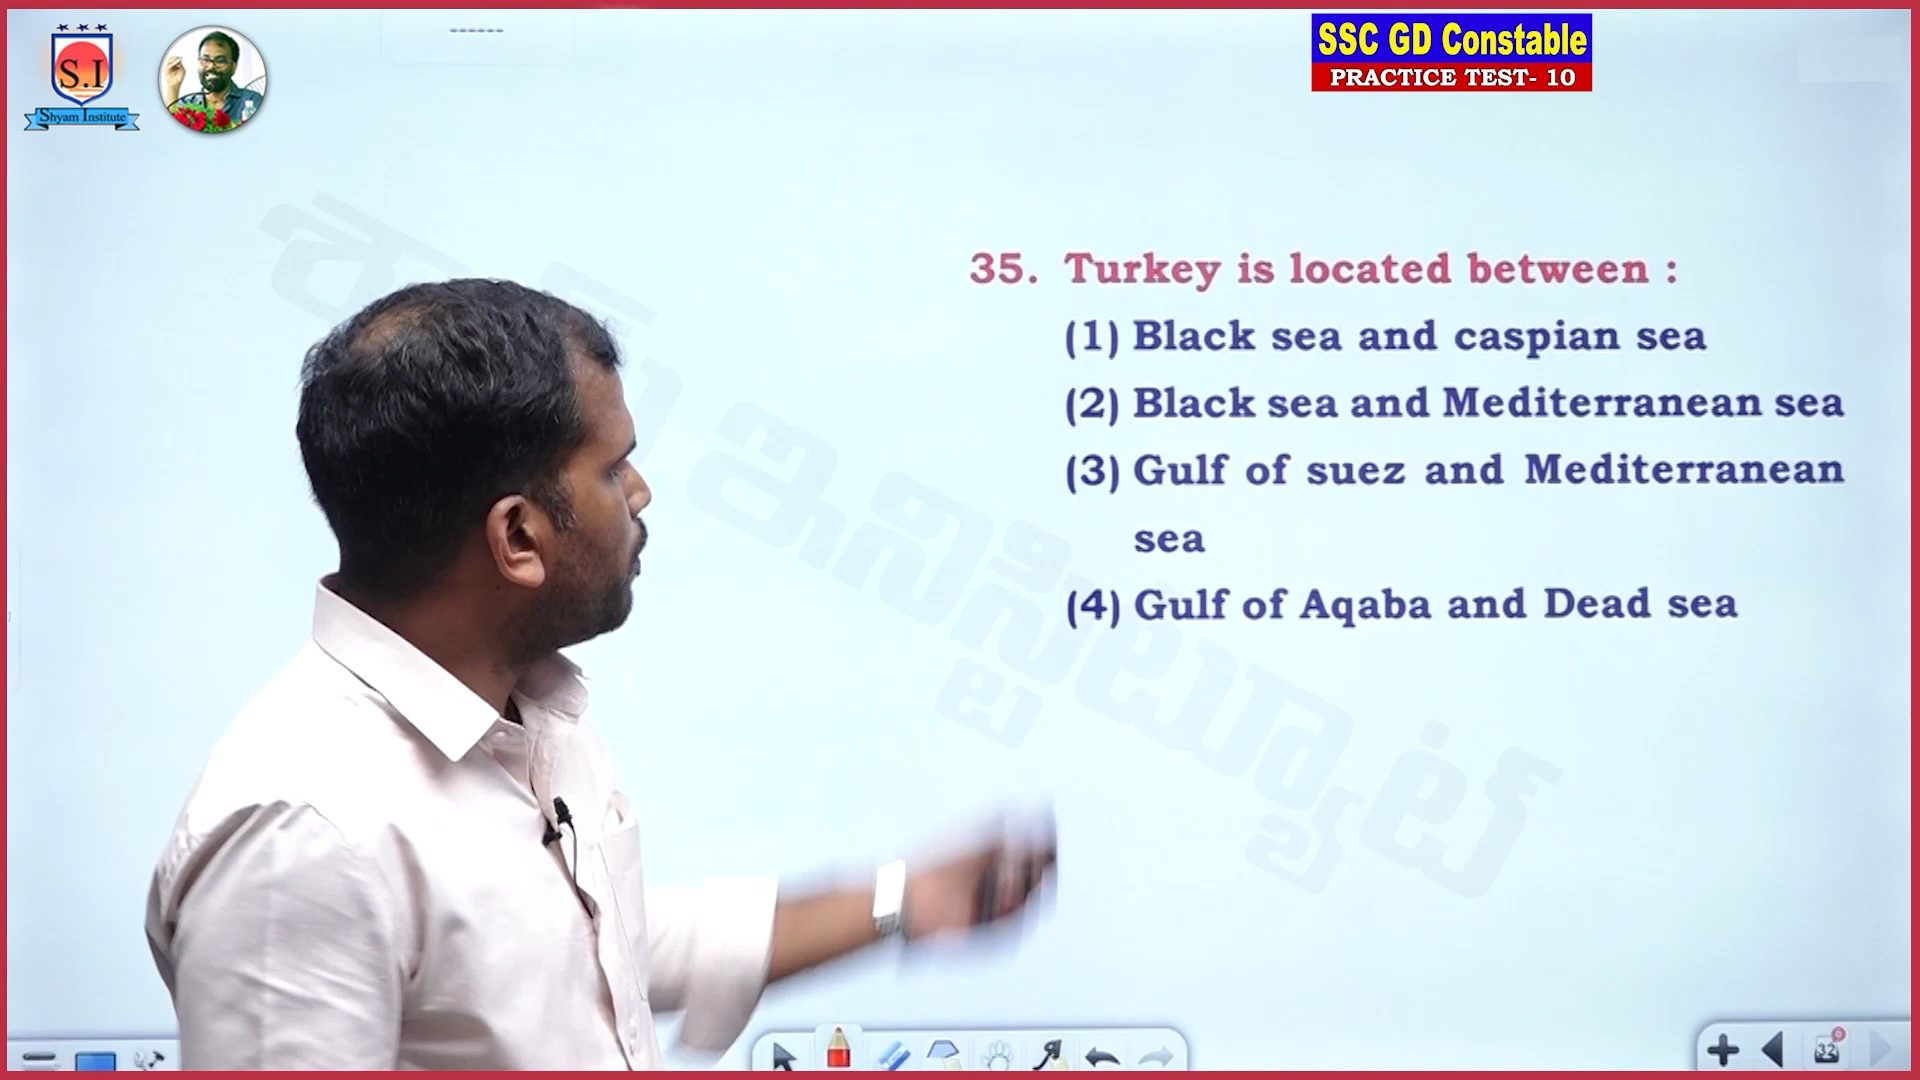 S.I
Shyam Institute
------
SSC GD Constable
PRACTICE TEST- 10
35. Turkey is located between :
(1) Black sea and caspian sea
(2) Black sea and Mediterranean sea
(3) Gulf of suez and Mediterranean
sea
(4) Gulf of Aqaba and Dead sea
శ్యామ్ ఇన్స్టిట్యూట్
32
0